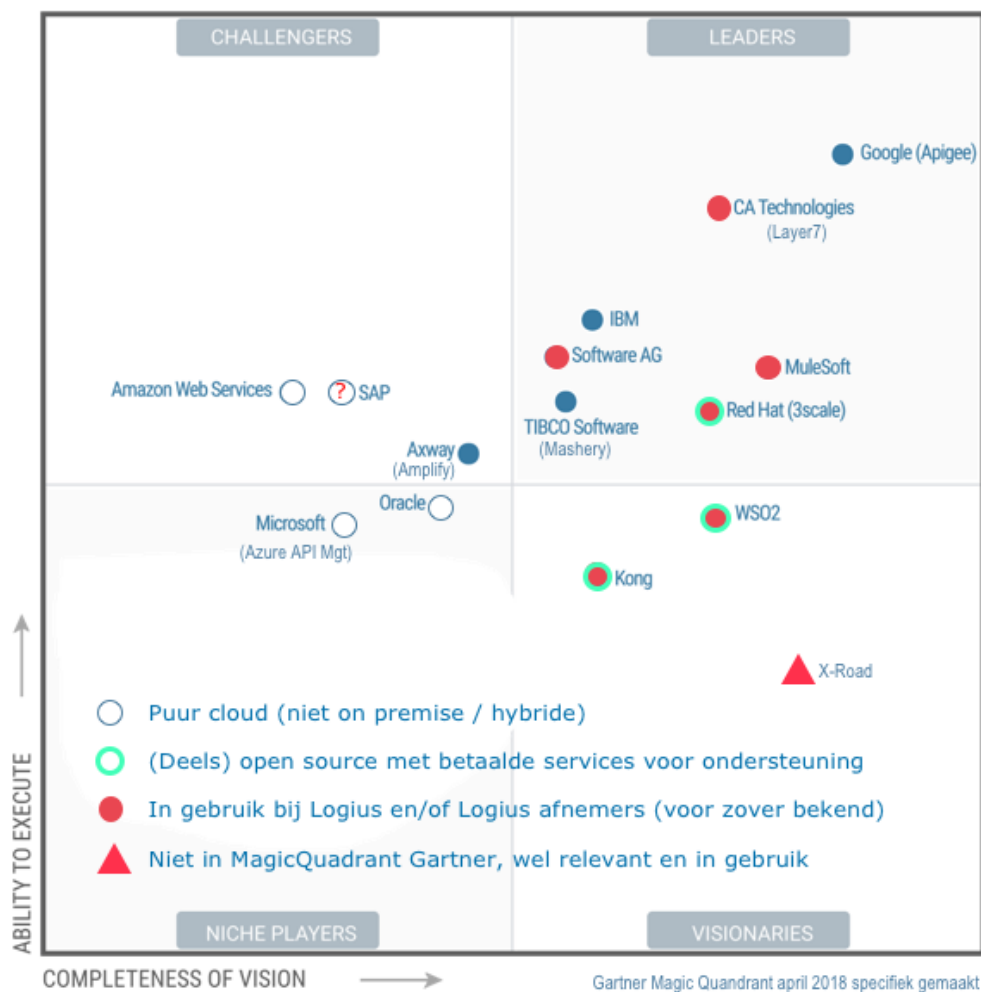 CHALLENGERS
LEADERS
Google (Apigee)
CA Technologies
(Layer7)
IBM
Software AG
MuleSoft
Amazon Web Services
? SAP
Red Hat (3scale)
TIBCO Software
(Mashery)
Axway
(Amplify)
Oracle
WSO2
Microsoft
(Azure API Mgt)
Kong
X-Road
Puur cloud (niet on premise / hybride)
(Deels) open source met betaalde services voor ondersteuning
In gebruik bij Logius en/of Logius afnemers (voor zover bekend)
Niet in MagicQuadrant Gartner, wel relevant en in gebruik
ABILITY TO EXECUTE
NICHE PLAYERS
VISIONARIES
COMPLETENESS OF VISION
Gartner Magic Quandrant april 2018 specifiek gemaakt